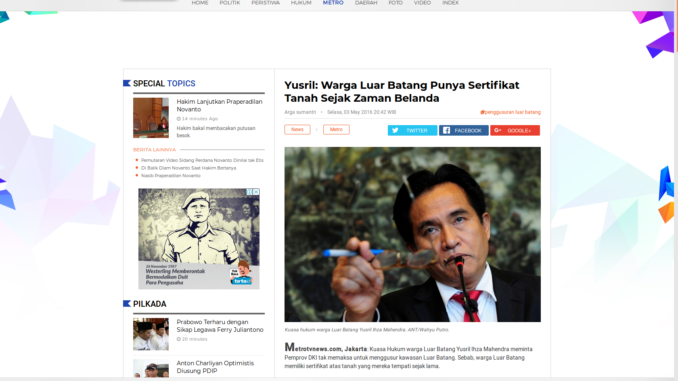 HOME POLITIK PERISTIWA HUKUM METRO DAERAH FOTO VIDEO INDEX
SPECIAL TOPICS
Hakim Lanjutkan Praperadilan
Novanto
14 minutes Ago
Hakim bakal membacakan putusan
besok.
BERITA LAINNYA
Pemutaran Video Sidang Perdana Novanto Dinilai tak Etis
Di Balik Diam Novanto Saat Hakim Bertanya
Nasib Praperadilan Novanto
22 November 1947
Westerling Memberontak
Bermodalkan Duit
Para Pengusaha
PILKADA
Prabowo Terharu dengan
Sikap Legawa Ferry Juliantono
20 minutes
Anton Charliyan Optimistis
Diusung PDIP
Yusril: Warga Luar Batang Punya Sertifikat
Tanah Sejak Zaman Belanda
Arga sumantri • Selasa, 03 May 2016 20:42 WIB
penggusuran luar batang
News
Metro
TWITTER
FACEBOOK
GOOGLE+
Kuasa hukum warga Luar Batang Yusril Ihza Mahendra. ANT/Wahyu Putro.
Metrotvnews.com, Jakarta: Kuasa Hukum warga Luar Batang Yusril Ihza Mahendra meminta
Pemprov DKI tak memaksa untuk menggusur kawasan Luar Batang. Sebab, warga Luar Batang
memiliki sertifikat atas tanah yang mereka tempati sejak lama.